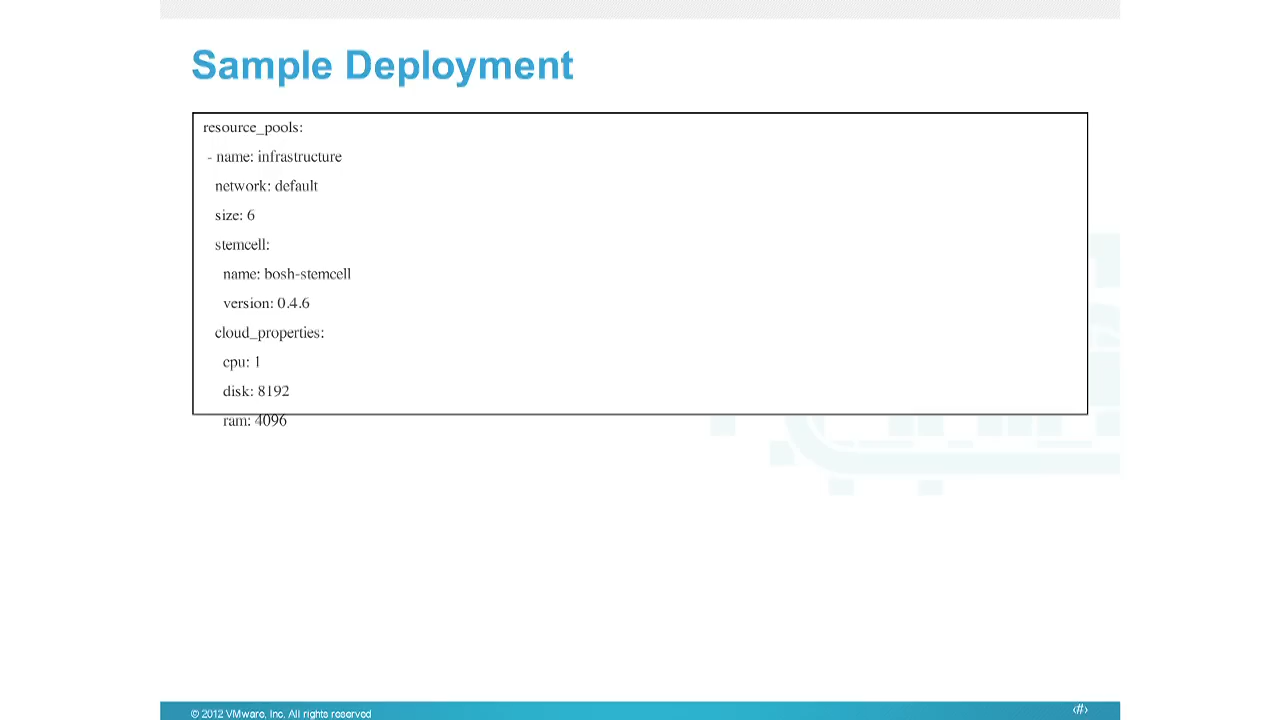 Sample Deployment
resource_pools:
- name: infrastructure
network: default
size: 6
stemcell:
name: bosh-stemcell
version: 0.4.6
cloud_properties:
cpu: 1
disk: 8192
ram: 4096
© 2012 VMware, Inc. All rights reserved
‹#›